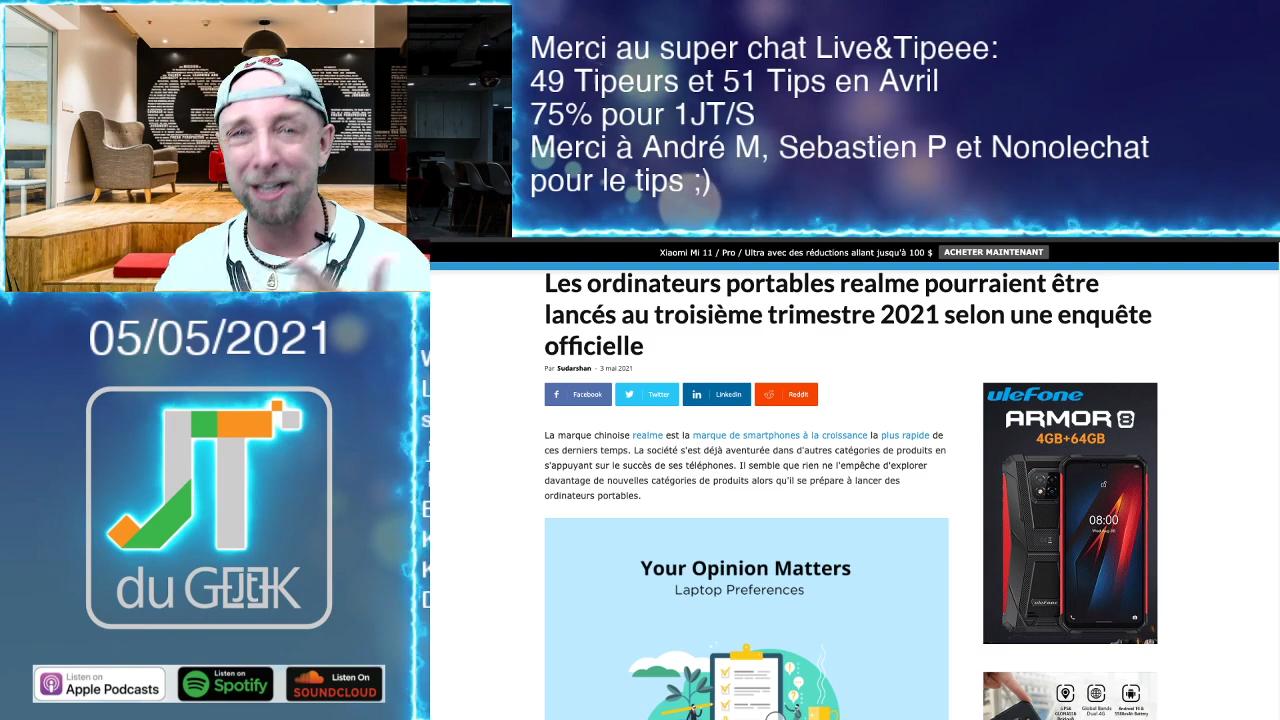 Merci au super chat Live&Tipeee:
49 Tipeurs et 51 Tips en Avril
75% pour 1JT/S
Merci à André M, Sebastien P et Nonolechat
pour le tips ;)
Xiaomi Mi 11 / Pro / Ultra avec des réductions allant jusqu'à 100 $ ACHETER MAINTENANT
Les ordinateurs portables realme pourraient être
lancés au troisième trimestre 2021 selon une enquête
officielle
Par Sudarshan - 3 mai 2021
Facebook Twitter Linkedin Reddit
La marque chinoise realme est la marque de smartphones à la croissance la plus rapide de
ces derniers temps. La société s'est déjà aventurée dans d'autres catégories de produits en
s'appuyant sur le succès de ses téléphones. Il semble que rien ne l'empêche d'explorer
davantage de nouvelles catégories de produits alors qu'il se prépare à lancer des
ordinateurs portables.
Your Opinion Matters
Laptop Preferences
uleFone
ARMOR 8
4GB+64GB
08:00
uleFone
Global Bands
Dual 4G
05/05/2021
JT
du GEEK
Listen on
Apple Podcasts
Listen on
Spotify
Listen On
SOUNDCLOUD